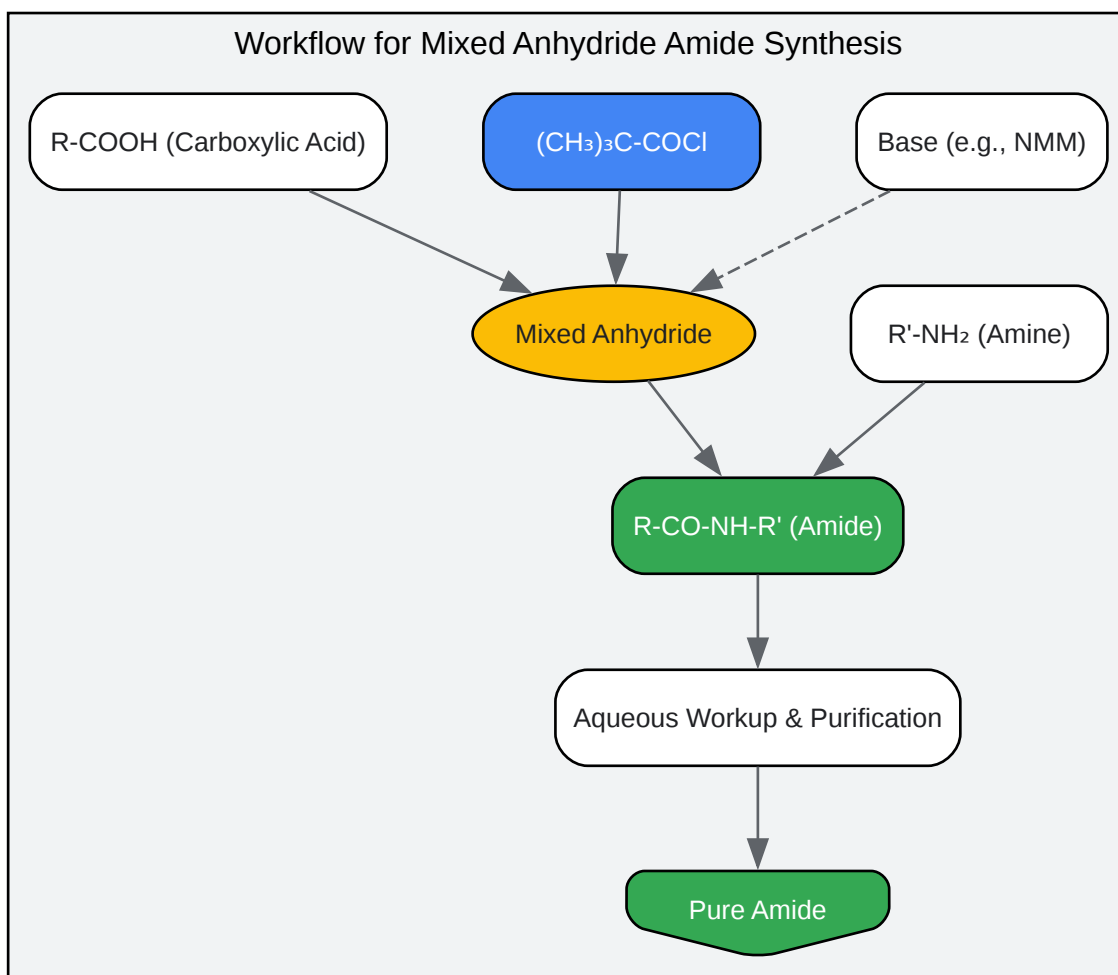 Workflow for Mixed Anhydride Amide Synthesis
R-COOH (Carboxylic Acid)
(CH₃)₃C-COCl
Base (e.g., NMM)
Mixed Anhydride
R'-NH₂ (Amine)
R-CO-NH-R' (Amide)
Aqueous Workup & Purification
Pure Amide